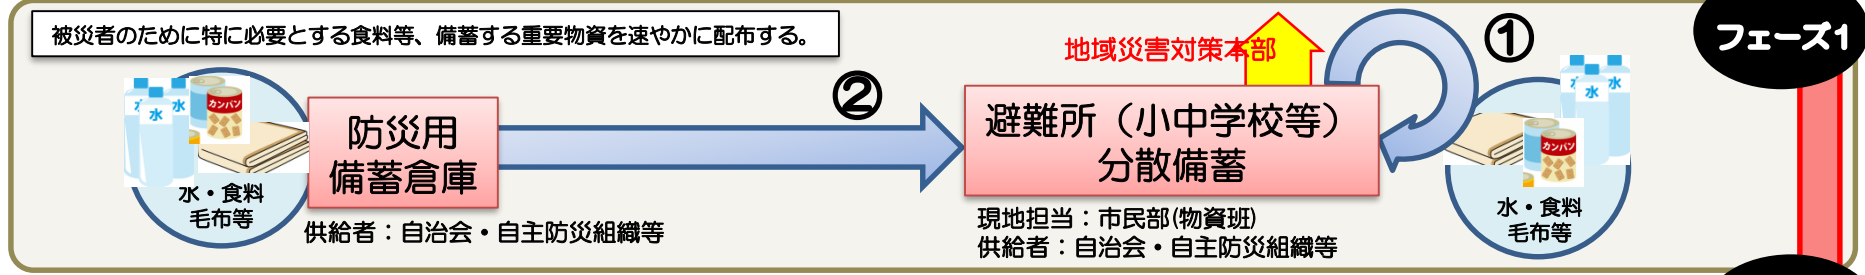 被災者のために特に必要とする食料等、備蓄する重要物資を速やかに配布する。
フェーズ1
地域災害対策本部
①
②
水
水
水
カンパン
防災用
備蓄倉庫
水・食料
毛布等
供給者：自治会・自主防災組織等
避難所（小中学校等）
分散備蓄
現地担当：市民部(物資班)
供給者：自治会・自主防災組織等
水
水
水
カンパン
水・食料
毛布等